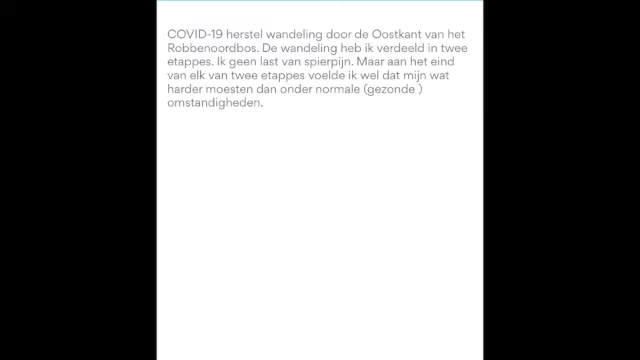 COVID-19 herstel wandeling door de Oostkant van het
Robbenoordbos. De wandeling heb ik verdeeld in twee
etappes. Ik geen last van spierpijn. Maar aan het eind
van elk van twee etappes voelde ik wel dat mijn wat
harder moesten dan onder normale (gezonde )
omstandigheden.